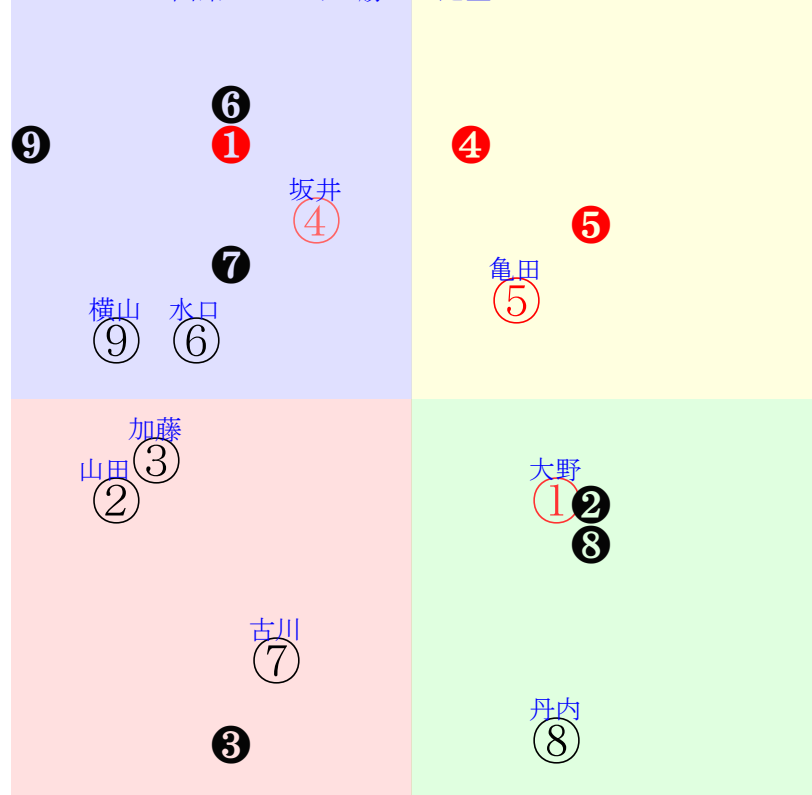 ❻
❾ ❶ ❹
坂井
④ ❺
❼ 亀田
⑤
横山 水口
⑨ ⑥
加藤
③
山田 大野
② ① ❷
❽
古川
⑦
丹内
❸ ⑧